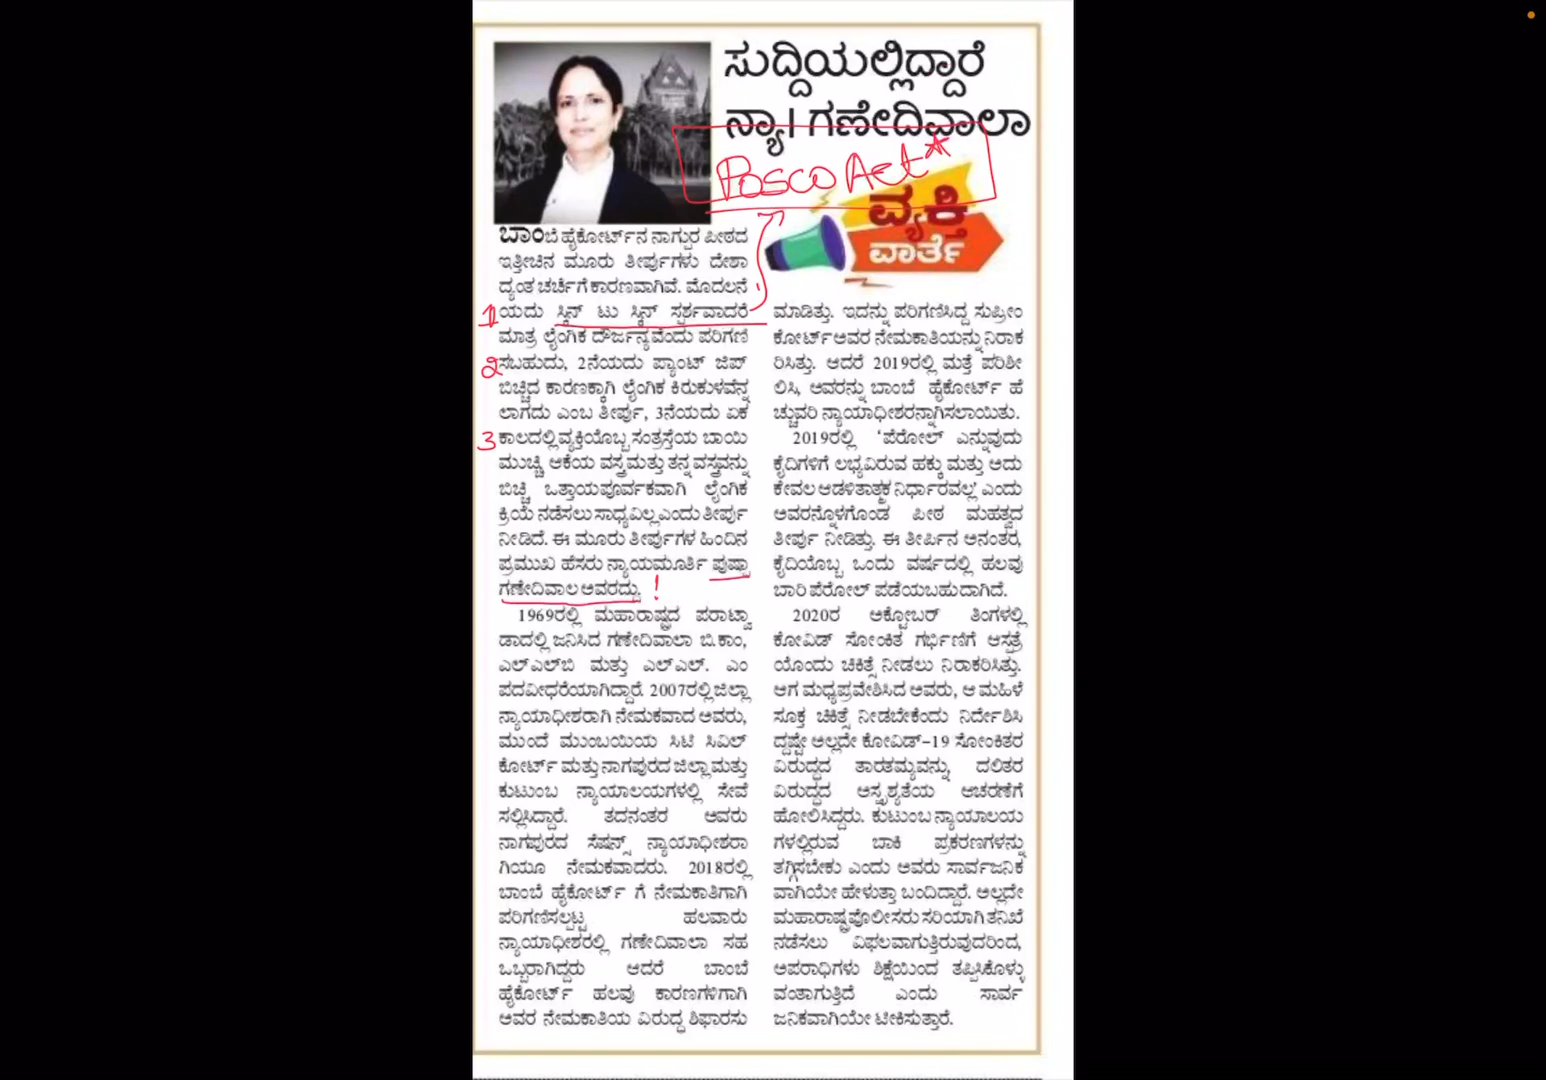 ಸುದ್ದಿಯಲ್ಲಿದ್ದಾರೆ
ನ್ಯಾ। ಗಣೇದಿವಾಲಾ
Posco Act*
ವ್ಯಕ್ತಿ
ವಾರ್ತೆ
ಬಾಂಬೆ ಹೈಕೋರ್ಟ್‌ನ ನಾಗ್ಪುರ ಪೀಠದ
ಇತ್ತೀಚಿನ ಮೂರು ತೀರ್ಪುಗಳು ದೇಶಾ
ದ್ಯಂತ ಚರ್ಚೆಗೆ ಕಾರಣವಾಗಿವೆ. ಮೊದಲನೆ
1 ಯದು ಸ್ಕಿನ್ ಟು ಸ್ಕಿನ್ ಸ್ಪರ್ಶವಾದರೆ
ಮಾತ್ರ ಲೈಂಗಿಕ ದೌರ್ಜನ್ಯವೆಂದು ಪರಿಗಣಿ
2 ಸಬಹುದು, 2ನೆಯದು ಪ್ಯಾಂಟ್ ಜಿಪ್
ಬಿಚ್ಚಿದ ಕಾರಣಕ್ಕಾಗಿ ಲೈಂಗಿಕ ಕಿರುಕುಳವೆನ್ನ
ಲಾಗದು ಎಂಬ ತೀರ್ಪು, 3ನೆಯದು ಏಕ
3 ಕಾಲದಲ್ಲಿ ವ್ಯಕ್ತಿಯೊಬ್ಬ ಸಂತ್ರಸ್ತೆಯ ಬಾಯಿ
ಮುಚ್ಚಿ, ಆಕೆಯ ವಸ್ತ್ರ ಮತ್ತು ತನ್ನ ವಸ್ತ್ರವನ್ನು
ಬಿಚ್ಚಿ ಒತ್ತಾಯಪೂರ್ವಕವಾಗಿ ಲೈಂಗಿಕ
ಕ್ರಿಯೆ ನಡೆಸಲು ಸಾಧ್ಯವಿಲ್ಲ ಎಂದು ತೀರ್ಪು
ನೀಡಿದೆ. ಈ ಮೂರು ತೀರ್ಪುಗಳ ಹಿಂದಿನ
ಪ್ರಮುಖ ಹೆಸರು ನ್ಯಾಯಮೂರ್ತಿ ಪುಷ್ಪಾ
ಗಣೇದಿವಾಲ ಅವರದ್ದು. !
1969ರಲ್ಲಿ ಮಹಾರಾಷ್ಟ್ರದ ಪರಾಟ್ವಾ
ಡಾದಲ್ಲಿ ಜನಿಸಿದ ಗಣೇದಿವಾಲಾ ಬಿ.ಕಾಂ,
ಎಲ್‌ಎಲ್‌ಬಿ ಮತ್ತು ಎಲ್‌ಎಲ್. ಎಂ
ಪದವೀಧರೆಯಾಗಿದ್ದಾರೆ. 2007ರಲ್ಲಿ ಜಿಲ್ಲಾ
ನ್ಯಾಯಾಧೀಶರಾಗಿ ನೇಮಕವಾದ ಅವರು,
ಮುಂದೆ ಮುಂಬಯಿಯ ಸಿಟಿ ಸಿವಿಲ್
ಕೋರ್ಟ್ ಮತ್ತು ನಾಗಪುರದ ಜಿಲ್ಲಾ ಮತ್ತು
ಕುಟುಂಬ ನ್ಯಾಯಾಲಯಗಳಲ್ಲಿ ಸೇವೆ
ಸಲ್ಲಿಸಿದ್ದಾರೆ. ತದನಂತರ ಅವರು
ನಾಗಪುರದ ಸೆಷನ್ಸ್ ನ್ಯಾಯಾಧೀಶರಾ
ಗಿಯೂ ನೇಮಕವಾದರು. 2018ರಲ್ಲಿ
ಬಾಂಬೆ ಹೈಕೋರ್ಟ್ ಗೆ ನೇಮಕಾತಿಗಾಗಿ
ಪರಿಗಣಿಸಲ್ಪಟ್ಟ ಹಲವಾರು
ನ್ಯಾಯಾಧೀಶರಲ್ಲಿ ಗಣೇದಿವಾಲಾ ಸಹ
ಒಬ್ಬರಾಗಿದ್ದರು ಆದರೆ ಬಾಂಬೆ
ಹೈಕೋರ್ಟ್ ಹಲವು ಕಾರಣಗಳಿಗಾಗಿ
ಅವರ ನೇಮಕಾತಿಯ ವಿರುದ್ಧ ಶಿಫಾರಸು
ಮಾಡಿತ್ತು. ಇದನ್ನು ಪರಿಗಣಿಸಿದ್ದ ಸುಪ್ರೀಂ
ಕೋರ್ಟ್ ಅವರ ನೇಮಕಾತಿಯನ್ನು ನಿರಾಕ
ರಿಸಿತ್ತು. ಆದರೆ 2019ರಲ್ಲಿ ಮತ್ತೆ ಪರಿಶೀ
ಲಿಸಿ, ಅವರನ್ನು ಬಾಂಬೆ ಹೈಕೋರ್ಟ್ ಹೆ
ಚ್ಚುವರಿ ನ್ಯಾಯಾಧೀಶರನ್ನಾಗಿಸಲಾಯಿತು.
2019ರಲ್ಲಿ 'ಪೆರೋಲ್ ಎನ್ನುವುದು
ಕೈದಿಗಳಿಗೆ ಲಭ್ಯವಿರುವ ಹಕ್ಕು ಮತ್ತು ಅದು
ಕೇವಲ ಆಡಳಿತಾತ್ಮಕ ನಿರ್ಧಾರವಲ್ಲ' ಎಂದು
ಅವರನ್ನೊಳಗೊಂಡ ಪೀಠ ಮಹತ್ವದ
ತೀರ್ಪು ನೀಡಿತ್ತು. ಈ ತೀರ್ಪಿನ ಅನಂತರ,
ಕೈದಿಯೊಬ್ಬ ಒಂದು ವರ್ಷದಲ್ಲಿ ಹಲವು
ಬಾರಿ ಪೆರೋಲ್ ಪಡೆಯಬಹುದಾಗಿದೆ.
2020ರ ಅಕ್ಟೋಬರ್ ತಿಂಗಳಲ್ಲಿ
ಕೋವಿಡ್ ಸೋಂಕಿತ ಗರ್ಭಿಣಿಗೆ ಆಸ್ಪತ್ರೆ
ಯೊಂದು ಚಿಕಿತ್ಸೆ ನೀಡಲು ನಿರಾಕರಿಸಿತ್ತು.
ಆಗ ಮಧ್ಯಪ್ರವೇಶಿಸಿದ ಅವರು, ಆ ಮಹಿಳೆ
ಸೂಕ್ತ ಚಿಕಿತ್ಸೆ ನೀಡಬೇಕೆಂದು ನಿರ್ದೇಶಿಸಿ
ದ್ದಷ್ಟೇ ಅಲ್ಲದೇ ಕೋವಿಡ್-19 ಸೋಂಕಿತರ
ವಿರುದ್ಧದ ತಾರತಮ್ಯವನ್ನು ದಲಿತರ
ವಿರುದ್ಧದ ಅಸ್ಪೃಶ್ಯತೆಯ ಆಚರಣೆಗೆ
ಹೋಲಿಸಿದ್ದರು. ಕುಟುಂಬ ನ್ಯಾಯಾಲಯ
ಗಳಲ್ಲಿರುವ ಬಾಕಿ ಪ್ರಕರಣಗಳನ್ನು
ತಗ್ಗಿಸಬೇಕು ಎಂದು ಅವರು ಸಾರ್ವಜನಿಕ
ವಾಗಿಯೇ ಹೇಳುತ್ತಾ ಬಂದಿದ್ದಾರೆ. ಅಲ್ಲದೇ
ಮಹಾರಾಷ್ಟ್ರ ಪೊಲೀಸರು ಸರಿಯಾಗಿ ತನಿಖೆ
ನಡೆಸಲು ವಿಫಲವಾಗುತ್ತಿರುವುದರಿಂದ,
ಅಪರಾಧಿಗಳು ಶಿಕ್ಷೆಯಿಂದ ತಪ್ಪಿಸಿಕೊಳ್ಳು
ವಂತಾಗುತ್ತಿದೆ ಎಂದು ಸಾರ್ವ
ಜನಿಕವಾಗಿಯೇ ಟೀಕಿಸುತ್ತಾರೆ.